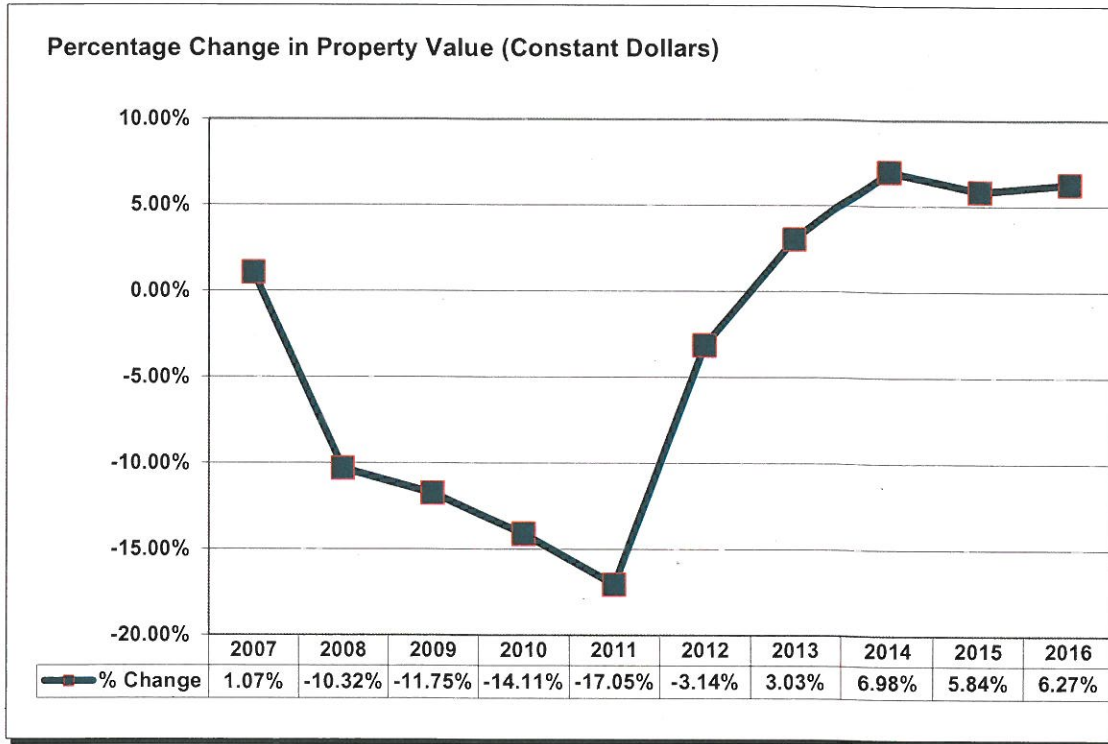 Percentage Change in Property Value (Constant Dollars)
10.00%
5.00%
0.00%
-5.00%
-10.00%
-15.00%
-20.00%
2007 2008 2009 2010 2011 2012 2013 2014 2015 2016
% Change 1.07% -10.32% -11.75% -14.11% -17.05% -3.14% 3.03% 6.98% 5.84% 6.27%